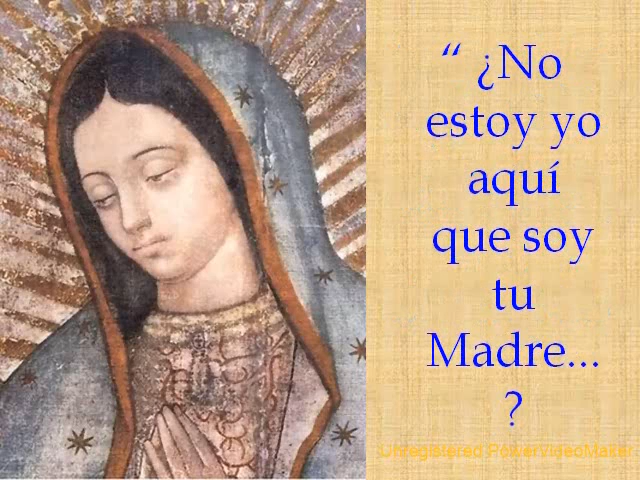 “ ¿No
estoy yo
aquí
que soy
tu
Madre...
?
Unregistered PowervideoMaker